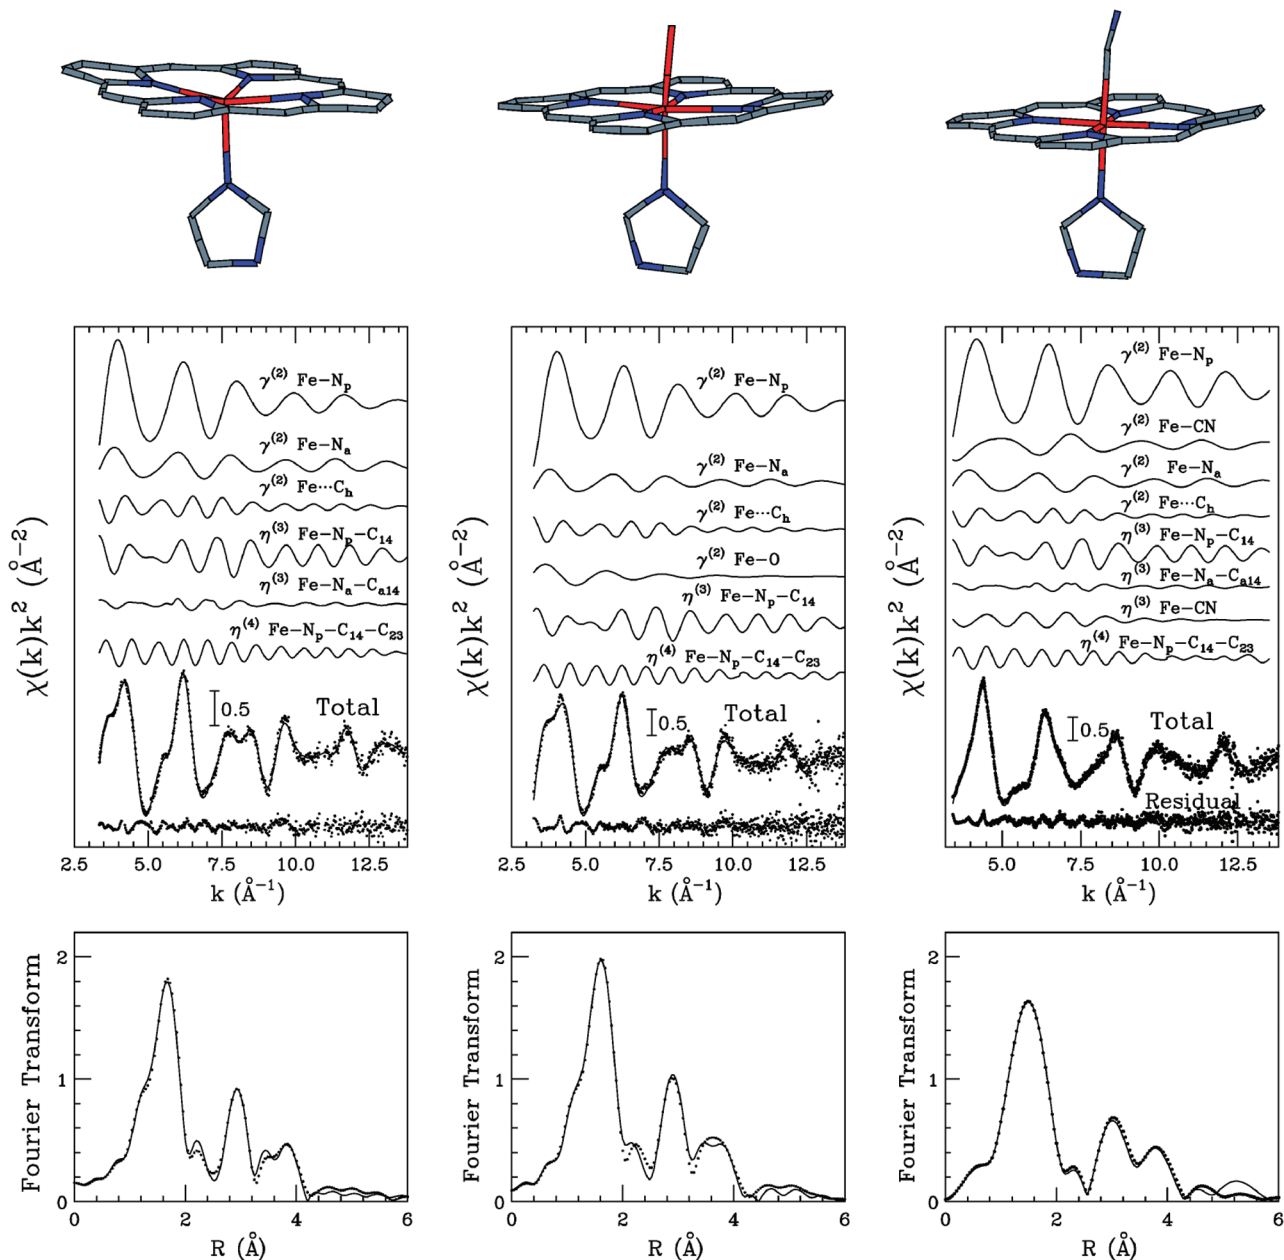 χ(k)k² (Å⁻²)
γ⁽²⁾ Fe−Nₚ
γ⁽²⁾ Fe−Nₐ
γ⁽²⁾ Fe···Cₕ
η⁽³⁾ Fe−Nₚ−C₁₄
η⁽³⁾ Fe−Nₐ−Cₐ₁₄
η⁽⁴⁾ Fe−Nₚ−C₁₄−C₂₃
0.5 Total
2.5 5.0 7.5 10.0 12.5
k (Å⁻¹)
χ(k)k² (Å⁻²)
γ⁽²⁾ Fe−Nₚ
γ⁽²⁾ Fe−Nₐ
γ⁽²⁾ Fe···Cₕ
γ⁽²⁾ Fe−O
η⁽³⁾ Fe−Nₚ−C₁₄
η⁽⁴⁾ Fe−Nₚ−C₁₄−C₂₃
0.5 Total
5.0 7.5 10.0 12.5
k (Å⁻¹)
χ(k)k² (Å⁻²)
γ⁽²⁾ Fe−Nₚ
γ⁽²⁾ Fe−CN
γ⁽²⁾ Fe−Nₐ
γ⁽²⁾ Fe···Cₕ
η⁽³⁾ Fe−Nₚ−C₁₄
η⁽³⁾ Fe−Nₐ−Cₐ₁₄
η⁽³⁾ Fe−CN
η⁽⁴⁾ Fe−Nₚ−C₁₄−C₂₃
0.5 Total
Residual
5.0 7.5 10.0 12.5
k (Å⁻¹)
Fourier Transform
2
1
0
0 2 4 6
R (Å)
Fourier Transform
2
1
0
0 2 4 6
R (Å)
Fourier Transform
2
1
0
0 2 4 6
R (Å)